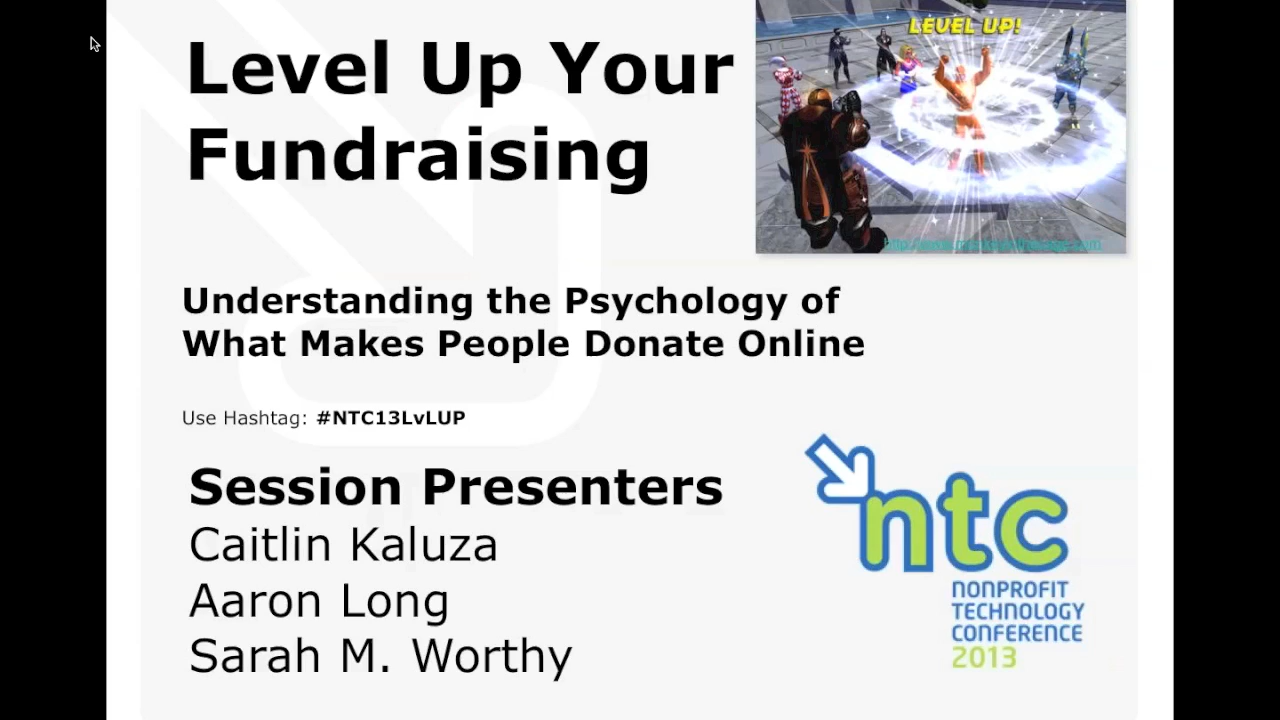 Level Up Your
Fundraising
LEVEL UP!
Understanding the Psychology of
What Makes People Donate Online
Use Hashtag: #NTC13LvLUP
Session Presenters
Caitlin Kaluza
Aaron Long
Sarah M. Worthy
ntc
NONPROFIT
TECHNOLOGY
CONFERENCE
2013